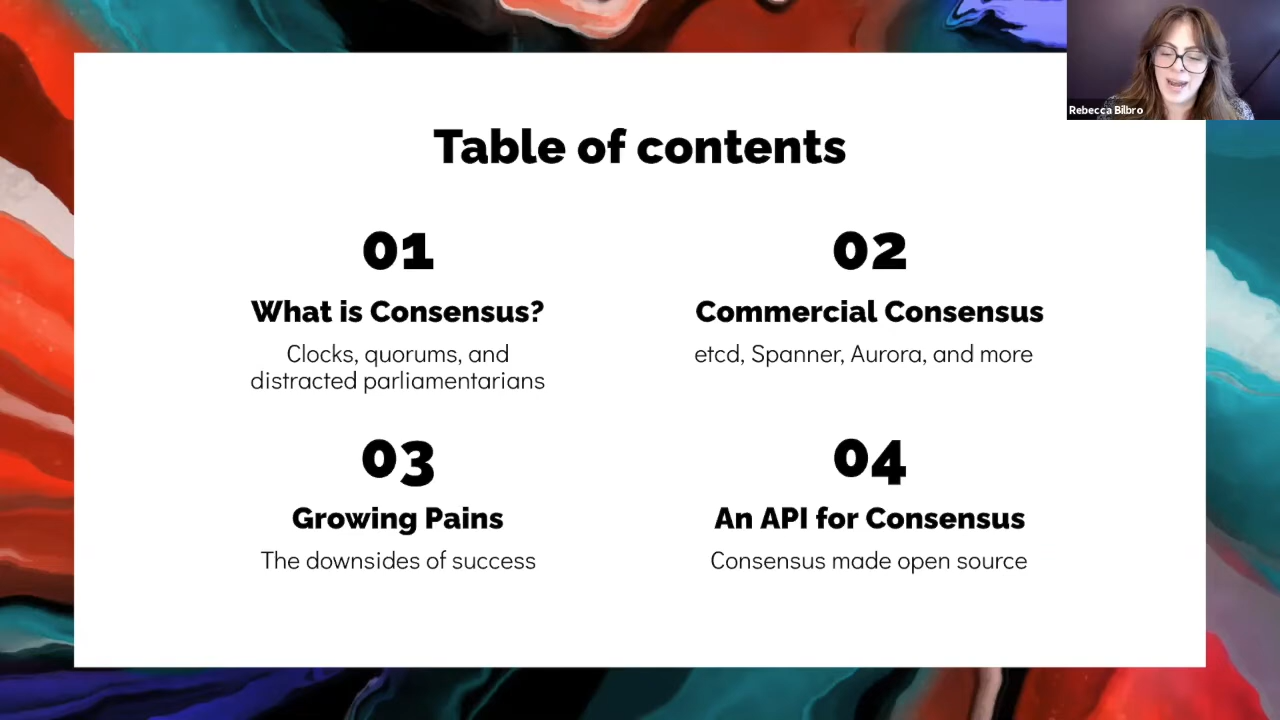 Rebecca Bilbro
Table of contents
01
What is Consensus?
Clocks, quorums, and
distracted parliamentarians
02
Commercial Consensus
etcd, Spanner, Aurora, and more
03
Growing Pains
The downsides of success
04
An API for Consensus
Consensus made open source